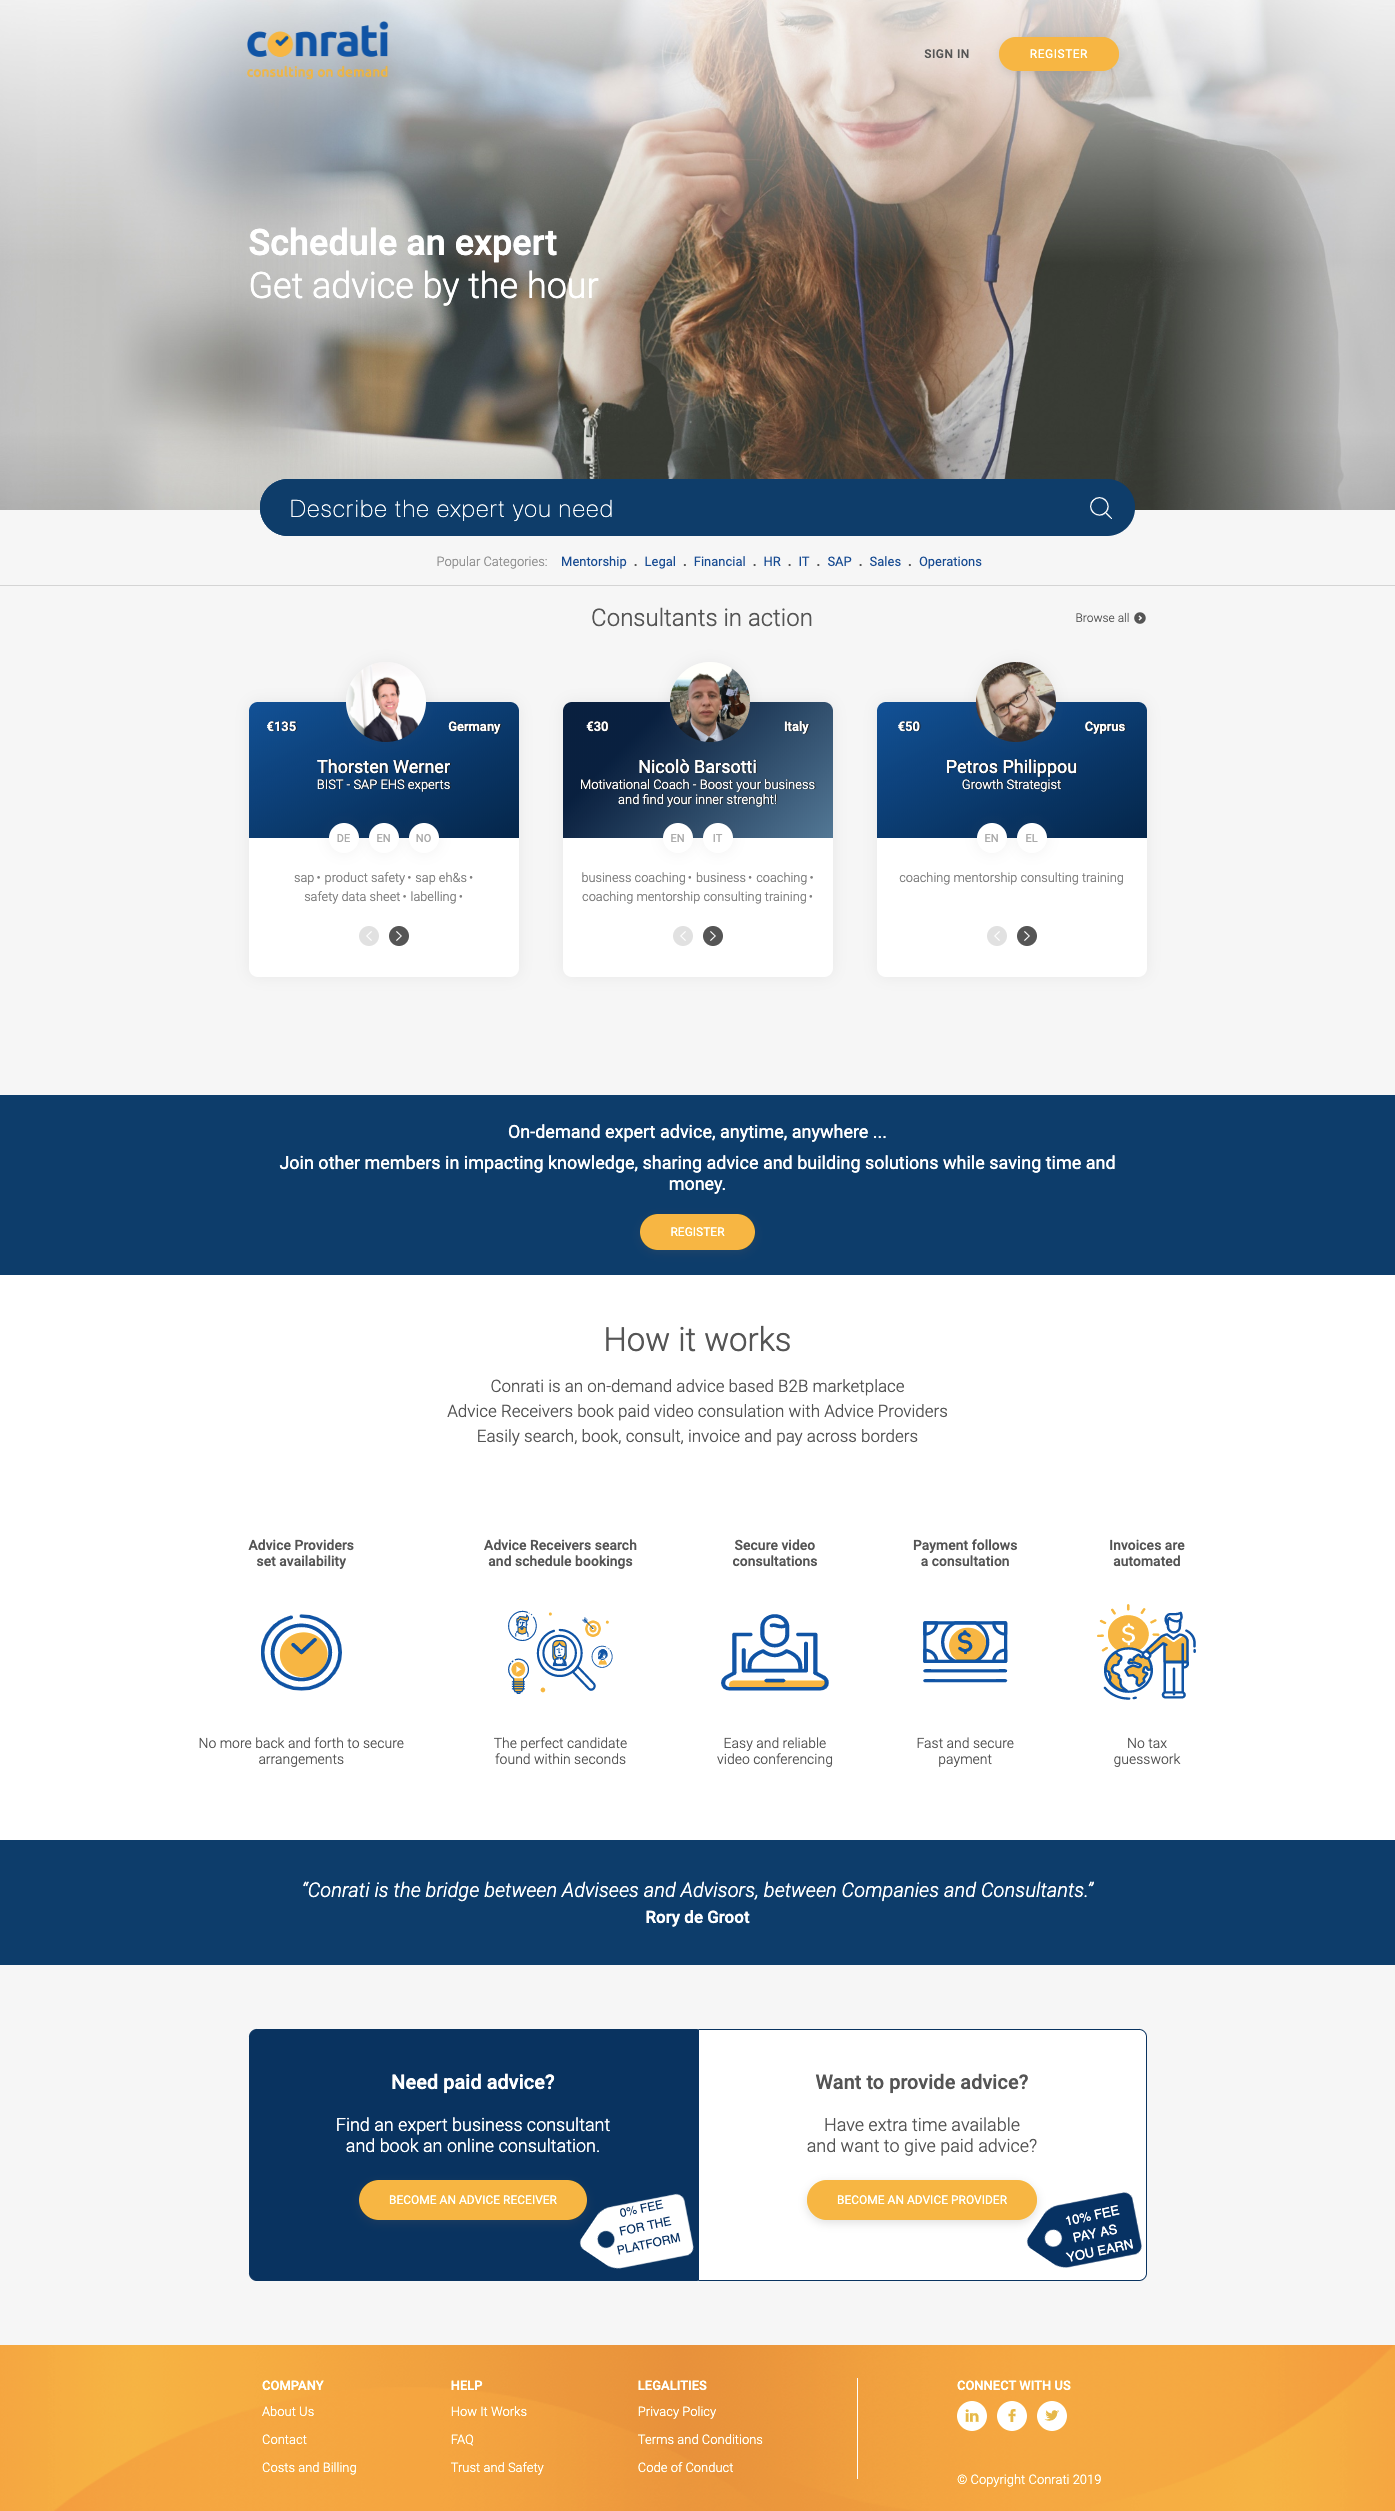 conrati
consulting on demand
SIGN IN
REGISTER
Schedule an expert
Get advice by the hour
Describe the expert you need
Popular Categories: Mentorship . Legal . Financial . HR . IT . SAP . Sales . Operations
Consultants in action
Browse all
€135
Germany
Thorsten Werner
BIST - SAP EHS experts
DE EN NO
sap • product safety • sap eh&s •
safety data sheet • labelling •
€30
Italy
Nicolò Barsotti
Motivational Coach - Boost your business
and find your inner strenght!
EN IT
business coaching • business • coaching •
coaching mentorship consulting training •
€50
Cyprus
Petros Philippou
Growth Strategist
EN EL
coaching mentorship consulting training
On-demand expert advice, anytime, anywhere ...
Join other members in impacting knowledge, sharing advice and building solutions while saving time and
money.
REGISTER
How it works
Conrati is an on-demand advice based B2B marketplace
Advice Receivers book paid video consulation with Advice Providers
Easily search, book, consult, invoice and pay across borders
Advice Providers
set availability
No more back and forth to secure
arrangements
Advice Receivers search
and schedule bookings
The perfect candidate
found within seconds
Secure video
consultations
Easy and reliable
video conferencing
Payment follows
a consultation
$
Fast and secure
payment
Invoices are
automated
$
No tax
guesswork
“Conrati is the bridge between Advisees and Advisors, between Companies and Consultants.”
Rory de Groot
Need paid advice?
Find an expert business consultant
and book an online consultation.
BECOME AN ADVICE RECEIVER
0% FEE
FOR THE
PLATFORM
Want to provide advice?
Have extra time available
and want to give paid advice?
BECOME AN ADVICE PROVIDER
10% FEE
PAY AS
YOU EARN
COMPANY
About Us
Contact
Costs and Billing
HELP
How It Works
FAQ
Trust and Safety
LEGALITIES
Privacy Policy
Terms and Conditions
Code of Conduct
CONNECT WITH US
in f
© Copyright Conrati 2019